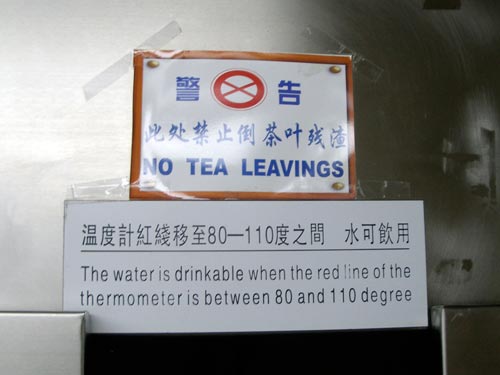 警告
此处禁止倒茶叶残渣
NO TEA LEAVINGS
温度計紅綫移至80—110度之間 水可飲用
The water is drinkable when the red line of the
thermometer is between 80 and 110 degree